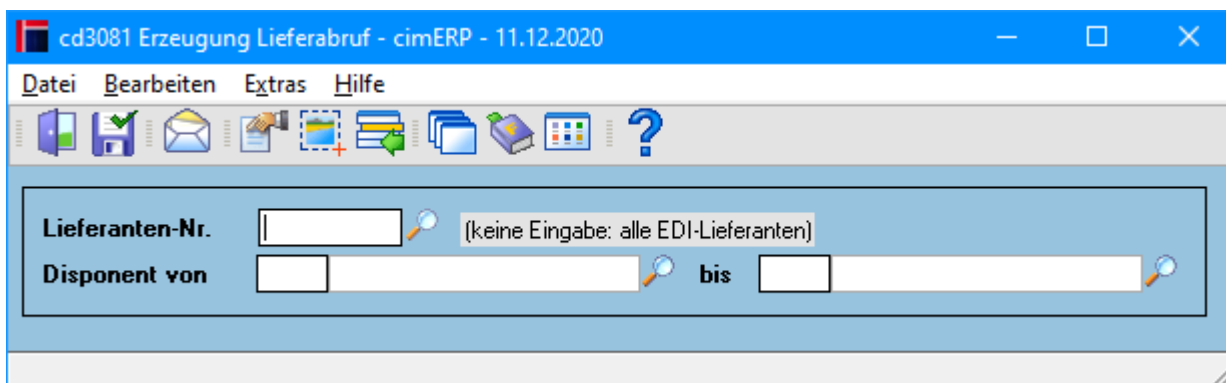 cd3081 Erzeugung Lieferabruf - cimERP - 11.12.2020
Datei Bearbeiten Extras Hilfe
Lieferanten-Nr. (keine Eingabe: alle EDI-Lieferanten)
Disponent von bis